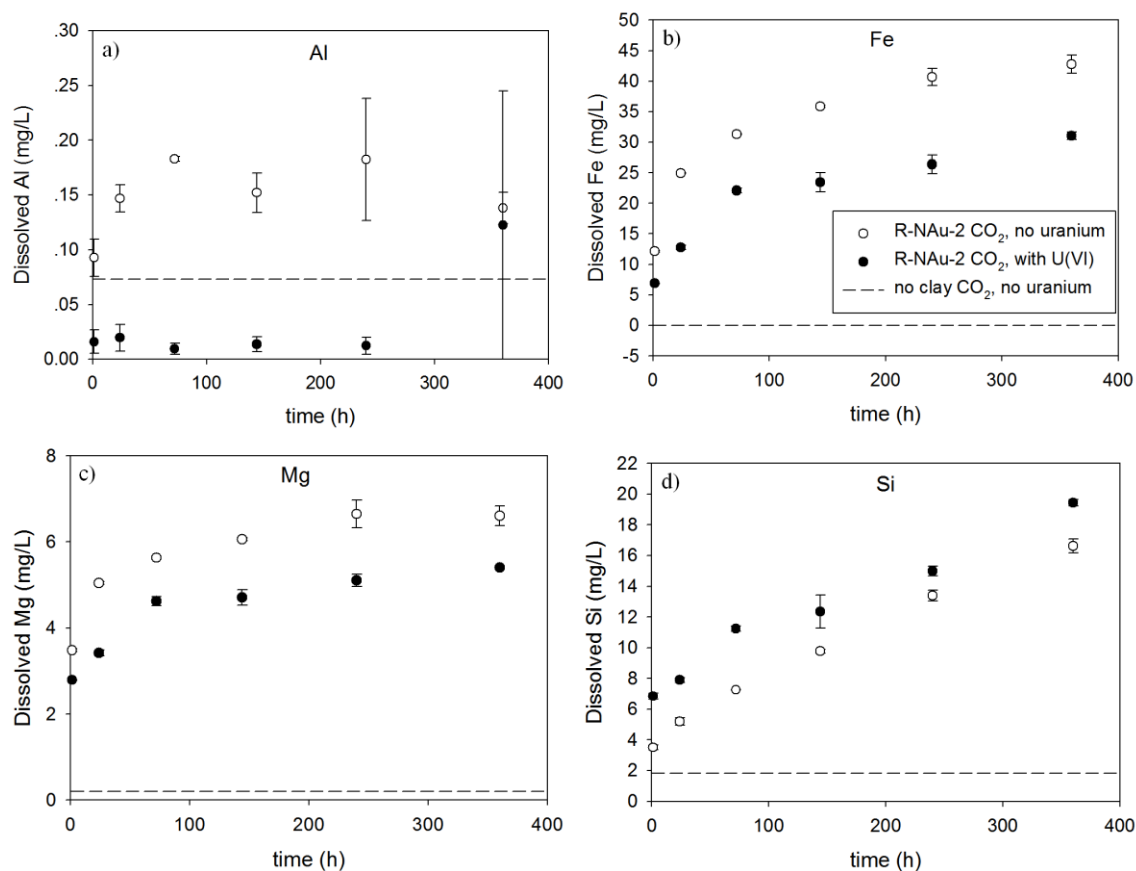 a)
Al
Dissolved Al (mg/L)
.30
.25
.20
.15
.10
.05
0.00
0 100 200 300 400
time (h)
b)
Fe
Dissolved Fe (mg/L)
50
45
40
35
30
25
20
15
10
5
0
-5
R-NAu-2 CO₂, no uranium
R-NAu-2 CO₂, with U(VI)
no clay CO₂, no uranium
0 100 200 300 400
time (h)
c)
Mg
Dissolved Mg (mg/L)
8
6
4
2
0
0 100 200 300 400
time (h)
d)
Si
Dissolved Si (mg/L)
22
20
18
16
14
12
10
8
6
4
2
0
0 100 200 300 400
time (h)